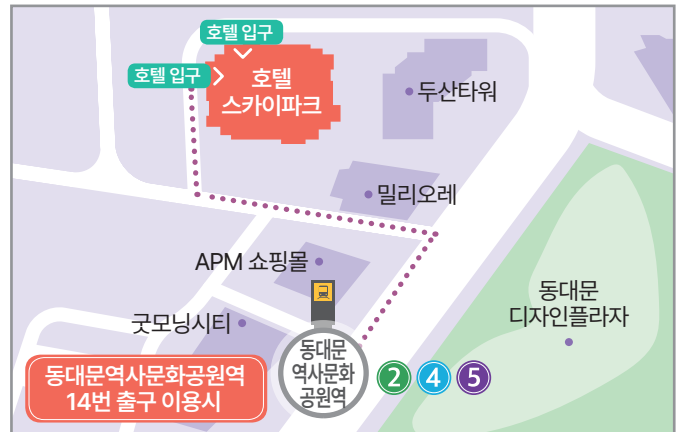 호텔 입구
호텔 입구
호텔
스카이파크
두산타워
밀리오레
APM 쇼핑몰
굿모닝시티
동대문
디자인플라자
동대문
역사문화
공원역
2 4 5
동대문역사문화공원역
14번 출구 이용시